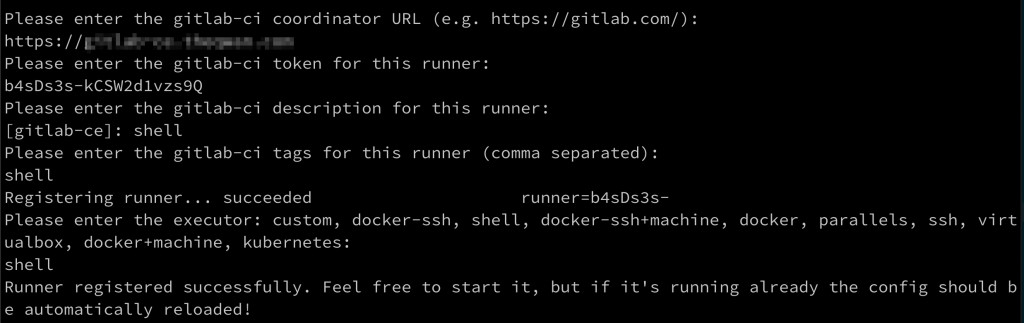 Please enter the gitlab-ci coordinator URL (e.g. https://gitlab.com/):
https://
Please enter the gitlab-ci token for this runner:
b4sDs3s-kCSW2d1vzs9Q
Please enter the gitlab-ci description for this runner:
[gitlab-ce]: shell
Please enter the gitlab-ci tags for this runner (comma separated):
shell
Registering runner... succeeded                     runner=b4sDs3s-
Please enter the executor: custom, docker-ssh, shell, docker-ssh+machine, docker, parallels, ssh, virt
ualbox, docker+machine, kubernetes:
shell
Runner registered successfully. Feel free to start it, but if it's running already the config should b
e automatically reloaded!